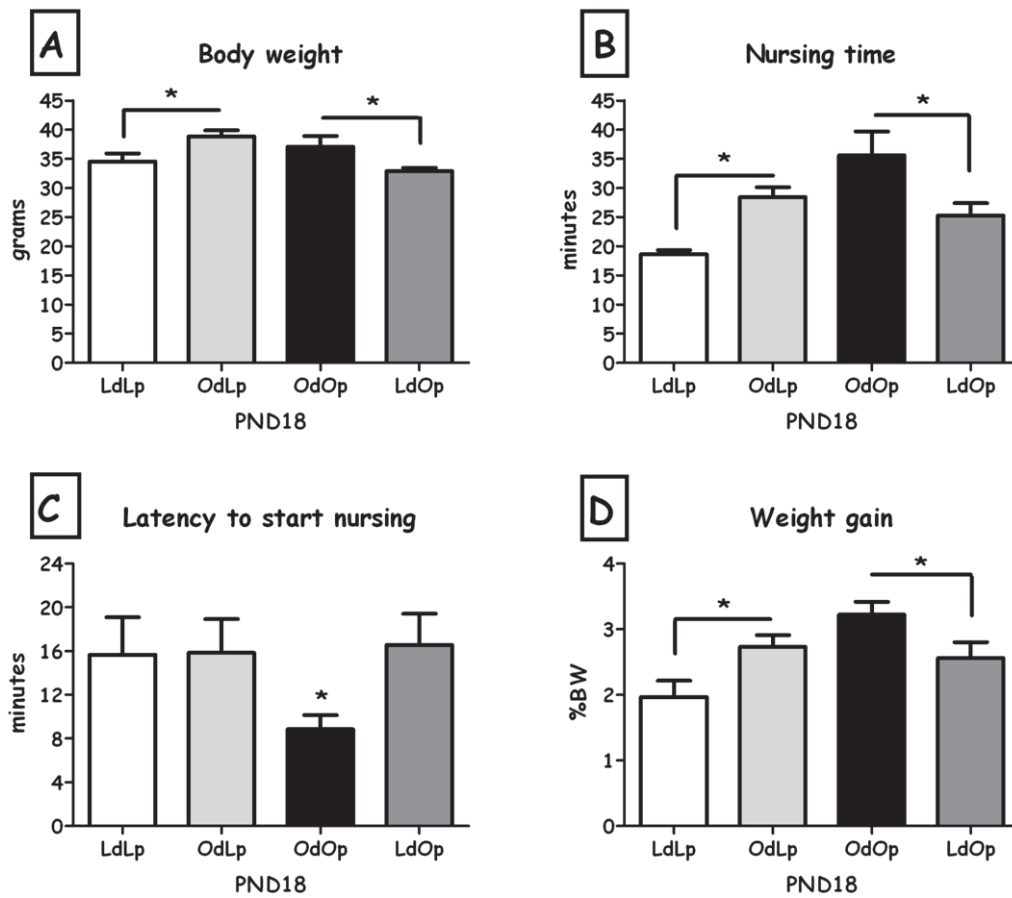 A
Body weight
grams
45
40
35
30
25
20
15
10
5
0
*
*
LdLp OdLp OdOp LdOp
PND18
B
Nursing time
minutes
45
40
35
30
25
20
15
10
5
0
*
*
LdLp OdLp OdOp LdOp
PND18
C
Latency to start nursing
minutes
24
20
16
12
8
4
0
*
LdLp OdLp OdOp LdOp
PND18
D
Weight gain
%BW
4
3
2
1
0
*
*
LdLp OdLp OdOp LdOp
PND18